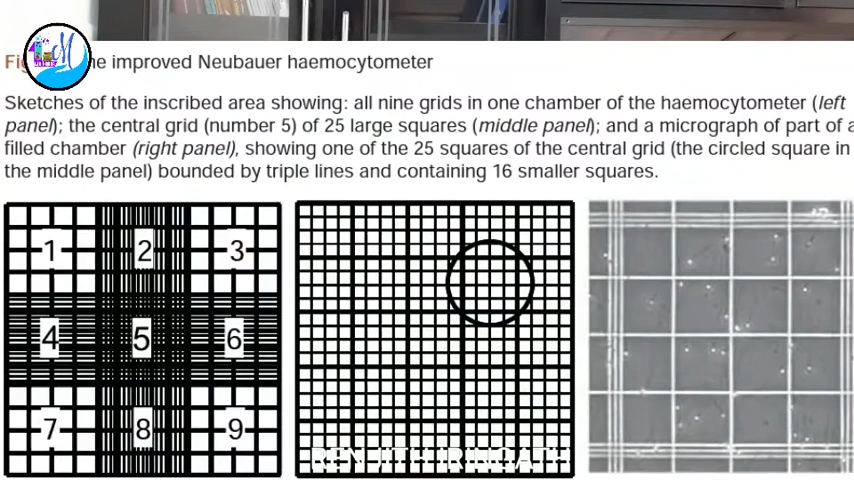 Fi he improved Neubauer haemocytometer
Sketches of the inscribed area showing: all nine grids in one chamber of the haemocytometer (left
panel); the central grid (number 5) of 25 large squares (middle panel); and a micrograph of part of a
filled chamber (right panel), showing one of the 25 squares of the central grid (the circled square in
the middle panel) bounded by triple lines and containing 16 smaller squares.
1 2 3
4 5 6
7 8 9